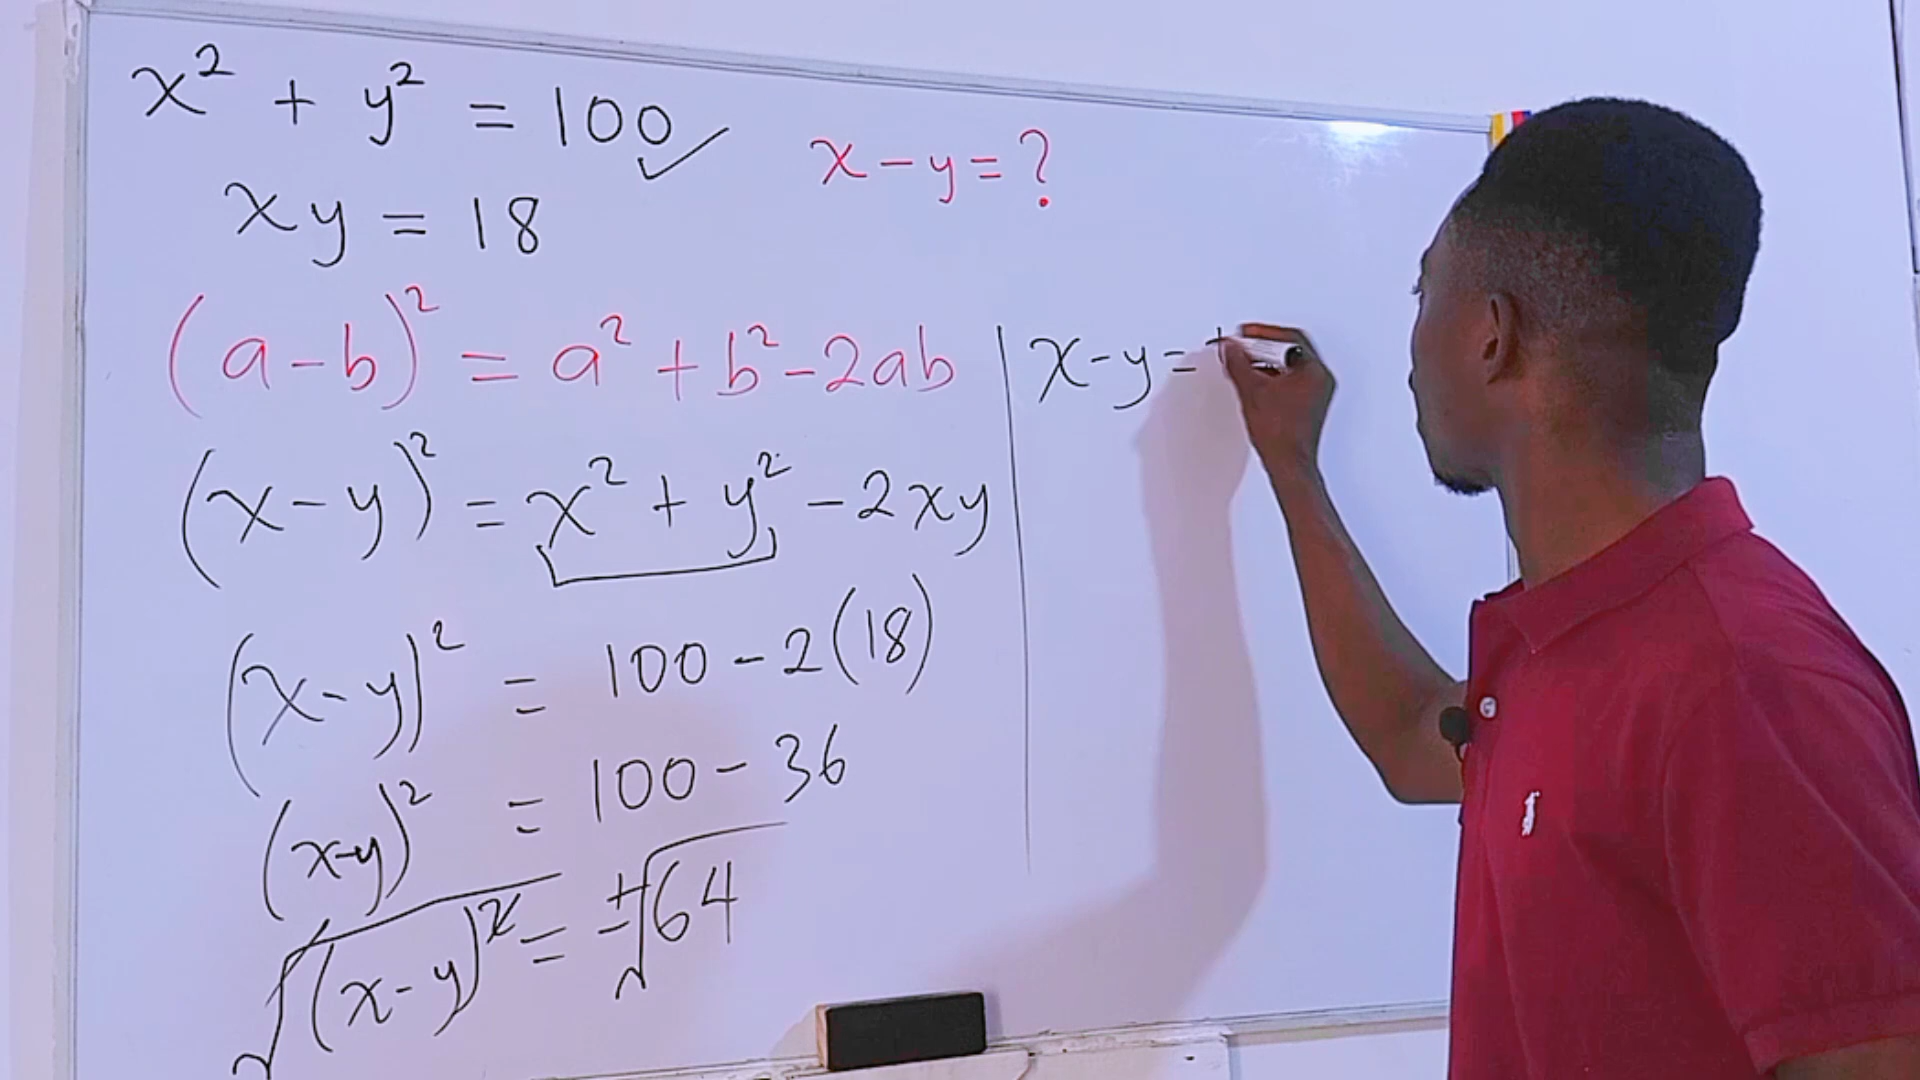 x² + y² = 100 ✓
xy = 18
x - y = ?
(a - b)² = a² + b² - 2ab
(x - y)² = x² + y² - 2xy
(x - y)² = 100 - 2(18)
(x-y)² = 100 - 36
√(x - y)² = ±√64
x - y = ±